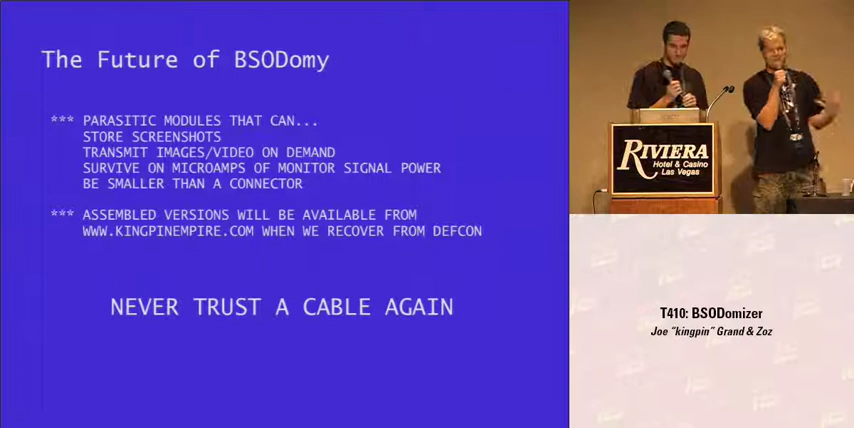 The Future of BSODomy
*** PARASITIC MODULES THAT CAN...
STORE SCREENSHOTS
TRANSMIT IMAGES/VIDEO ON DEMAND
SURVIVE ON MICROAMPS OF MONITOR SIGNAL POWER
BE SMALLER THAN A CONNECTOR
*** ASSEMBLED VERSIONS WILL BE AVAILABLE FROM
WWW.KINGPINEMPIRE.COM WHEN WE RECOVER FROM DEFCON
NEVER TRUST A CABLE AGAIN
RIVIERA
Hotel & Casino
Las Vegas
T410: BSODomizer
Joe "kingpin" Grand & Zoz